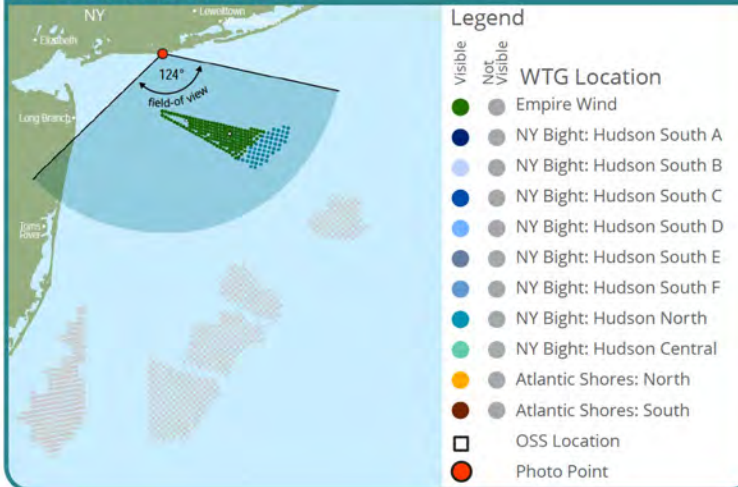 NY
Elizabeth
Levittown
124°
field-of view
Long Branch
Toms
River
Legend
Visible
Not
Visible
WTG Location
Empire Wind
NY Bight: Hudson South A
NY Bight: Hudson South B
NY Bight: Hudson South C
NY Bight: Hudson South D
NY Bight: Hudson South E
NY Bight: Hudson South F
NY Bight: Hudson North
NY Bight: Hudson Central
Atlantic Shores: North
Atlantic Shores: South
OSS Location
Photo Point